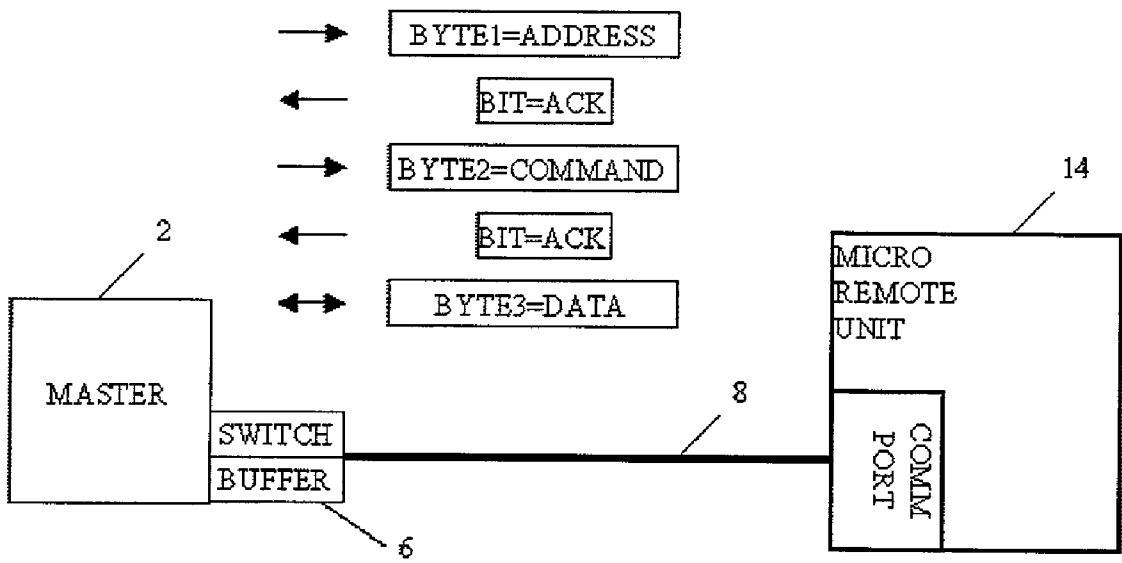 BYTE1=ADDRESS
BIT=ACK
BYTE2=COMMAND
BIT=ACK
BYTE3=DATA
2
14
MASTER
SWITCH
BUFFER
6
8
MICRO
REMOTE
UNIT
COMM
PORT